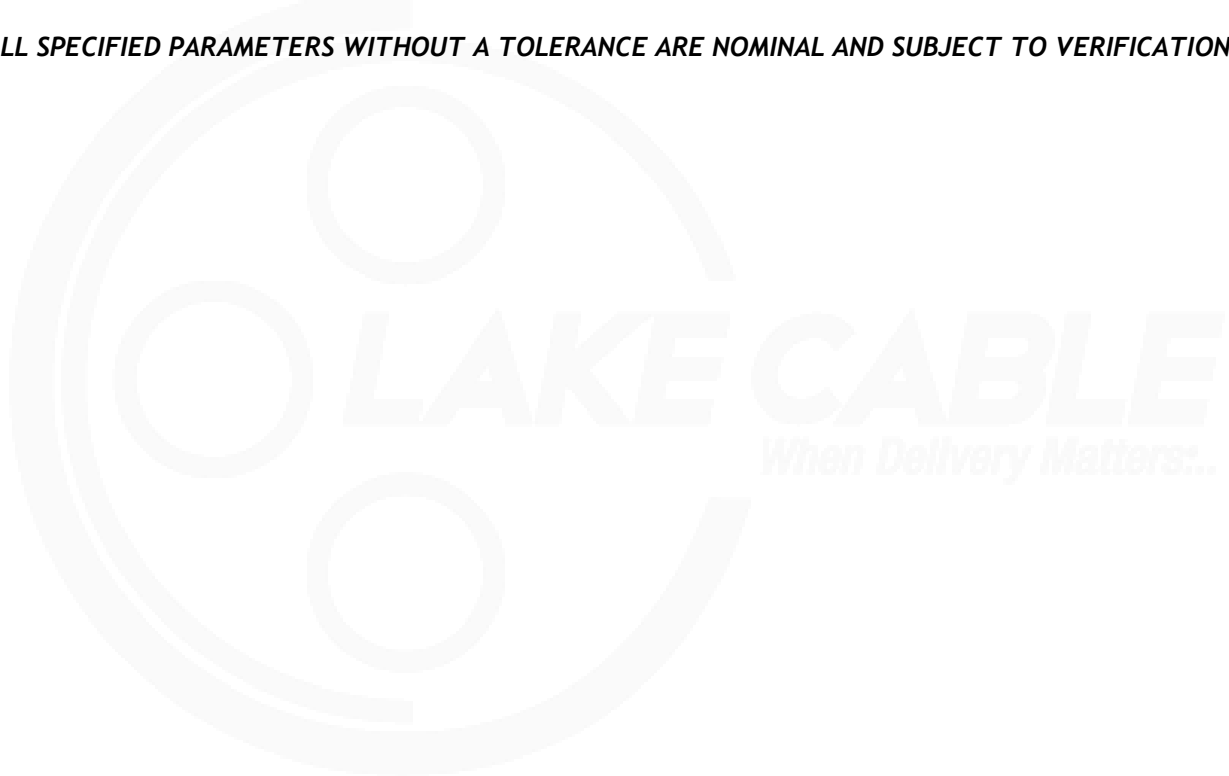 LL SPECIFIED PARAMETERS WITHOUT A TOLERANCE ARE NOMINAL AND SUBJECT TO VERIFICATION
LAKE CABLE
When Delivery Matters...